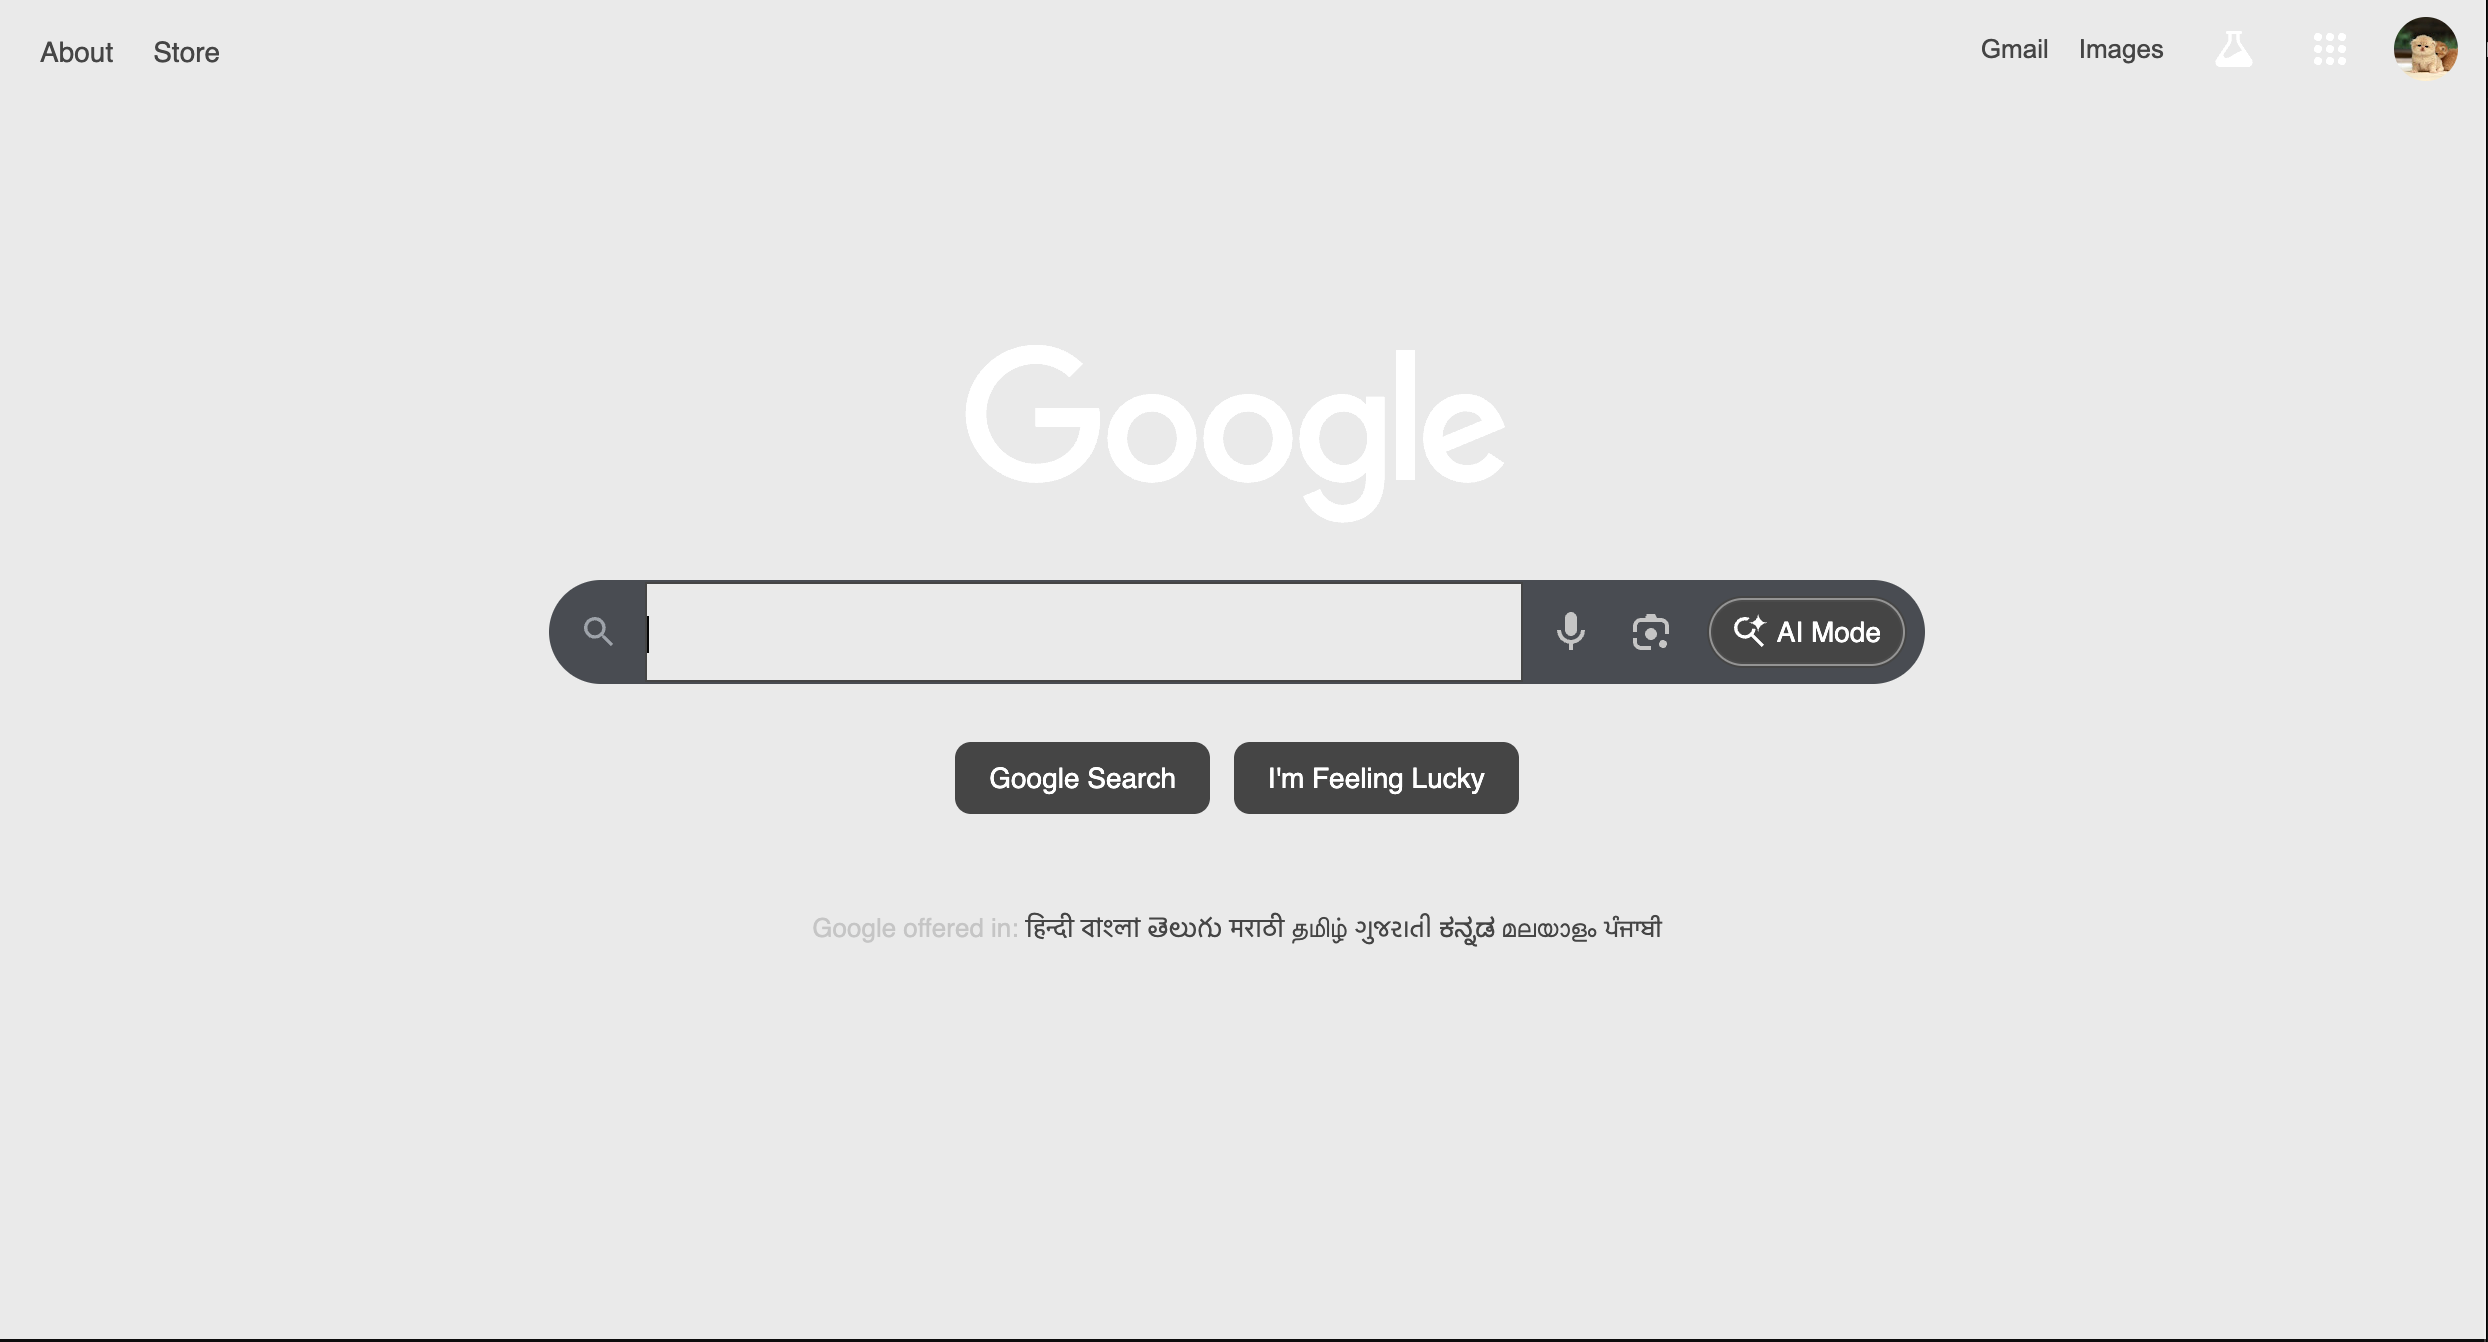 About Store
Gmail Images
Google
AI Mode
Google Search I'm Feeling Lucky
Google offered in: हिन्दी বাংলা తెలుగు मराठी தமிழ் ગુજરાતી ಕನ್ನಡ മലയാളം ਪੰਜਾਬੀ